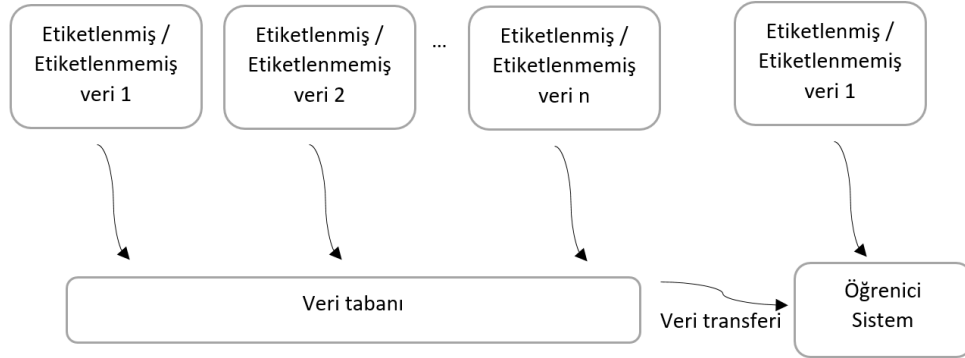 Etiketlenmiş /
Etiketlenmemiş
veri 1
Etiketlenmiş /
Etiketlenmemiş
veri 2
...
Etiketlenmiş /
Etiketlenmemiş
veri n
Etiketlenmiş /
Etiketlenmemiş
veri 1
Veri tabanı
Veri transferi
Öğrenici
Sistem